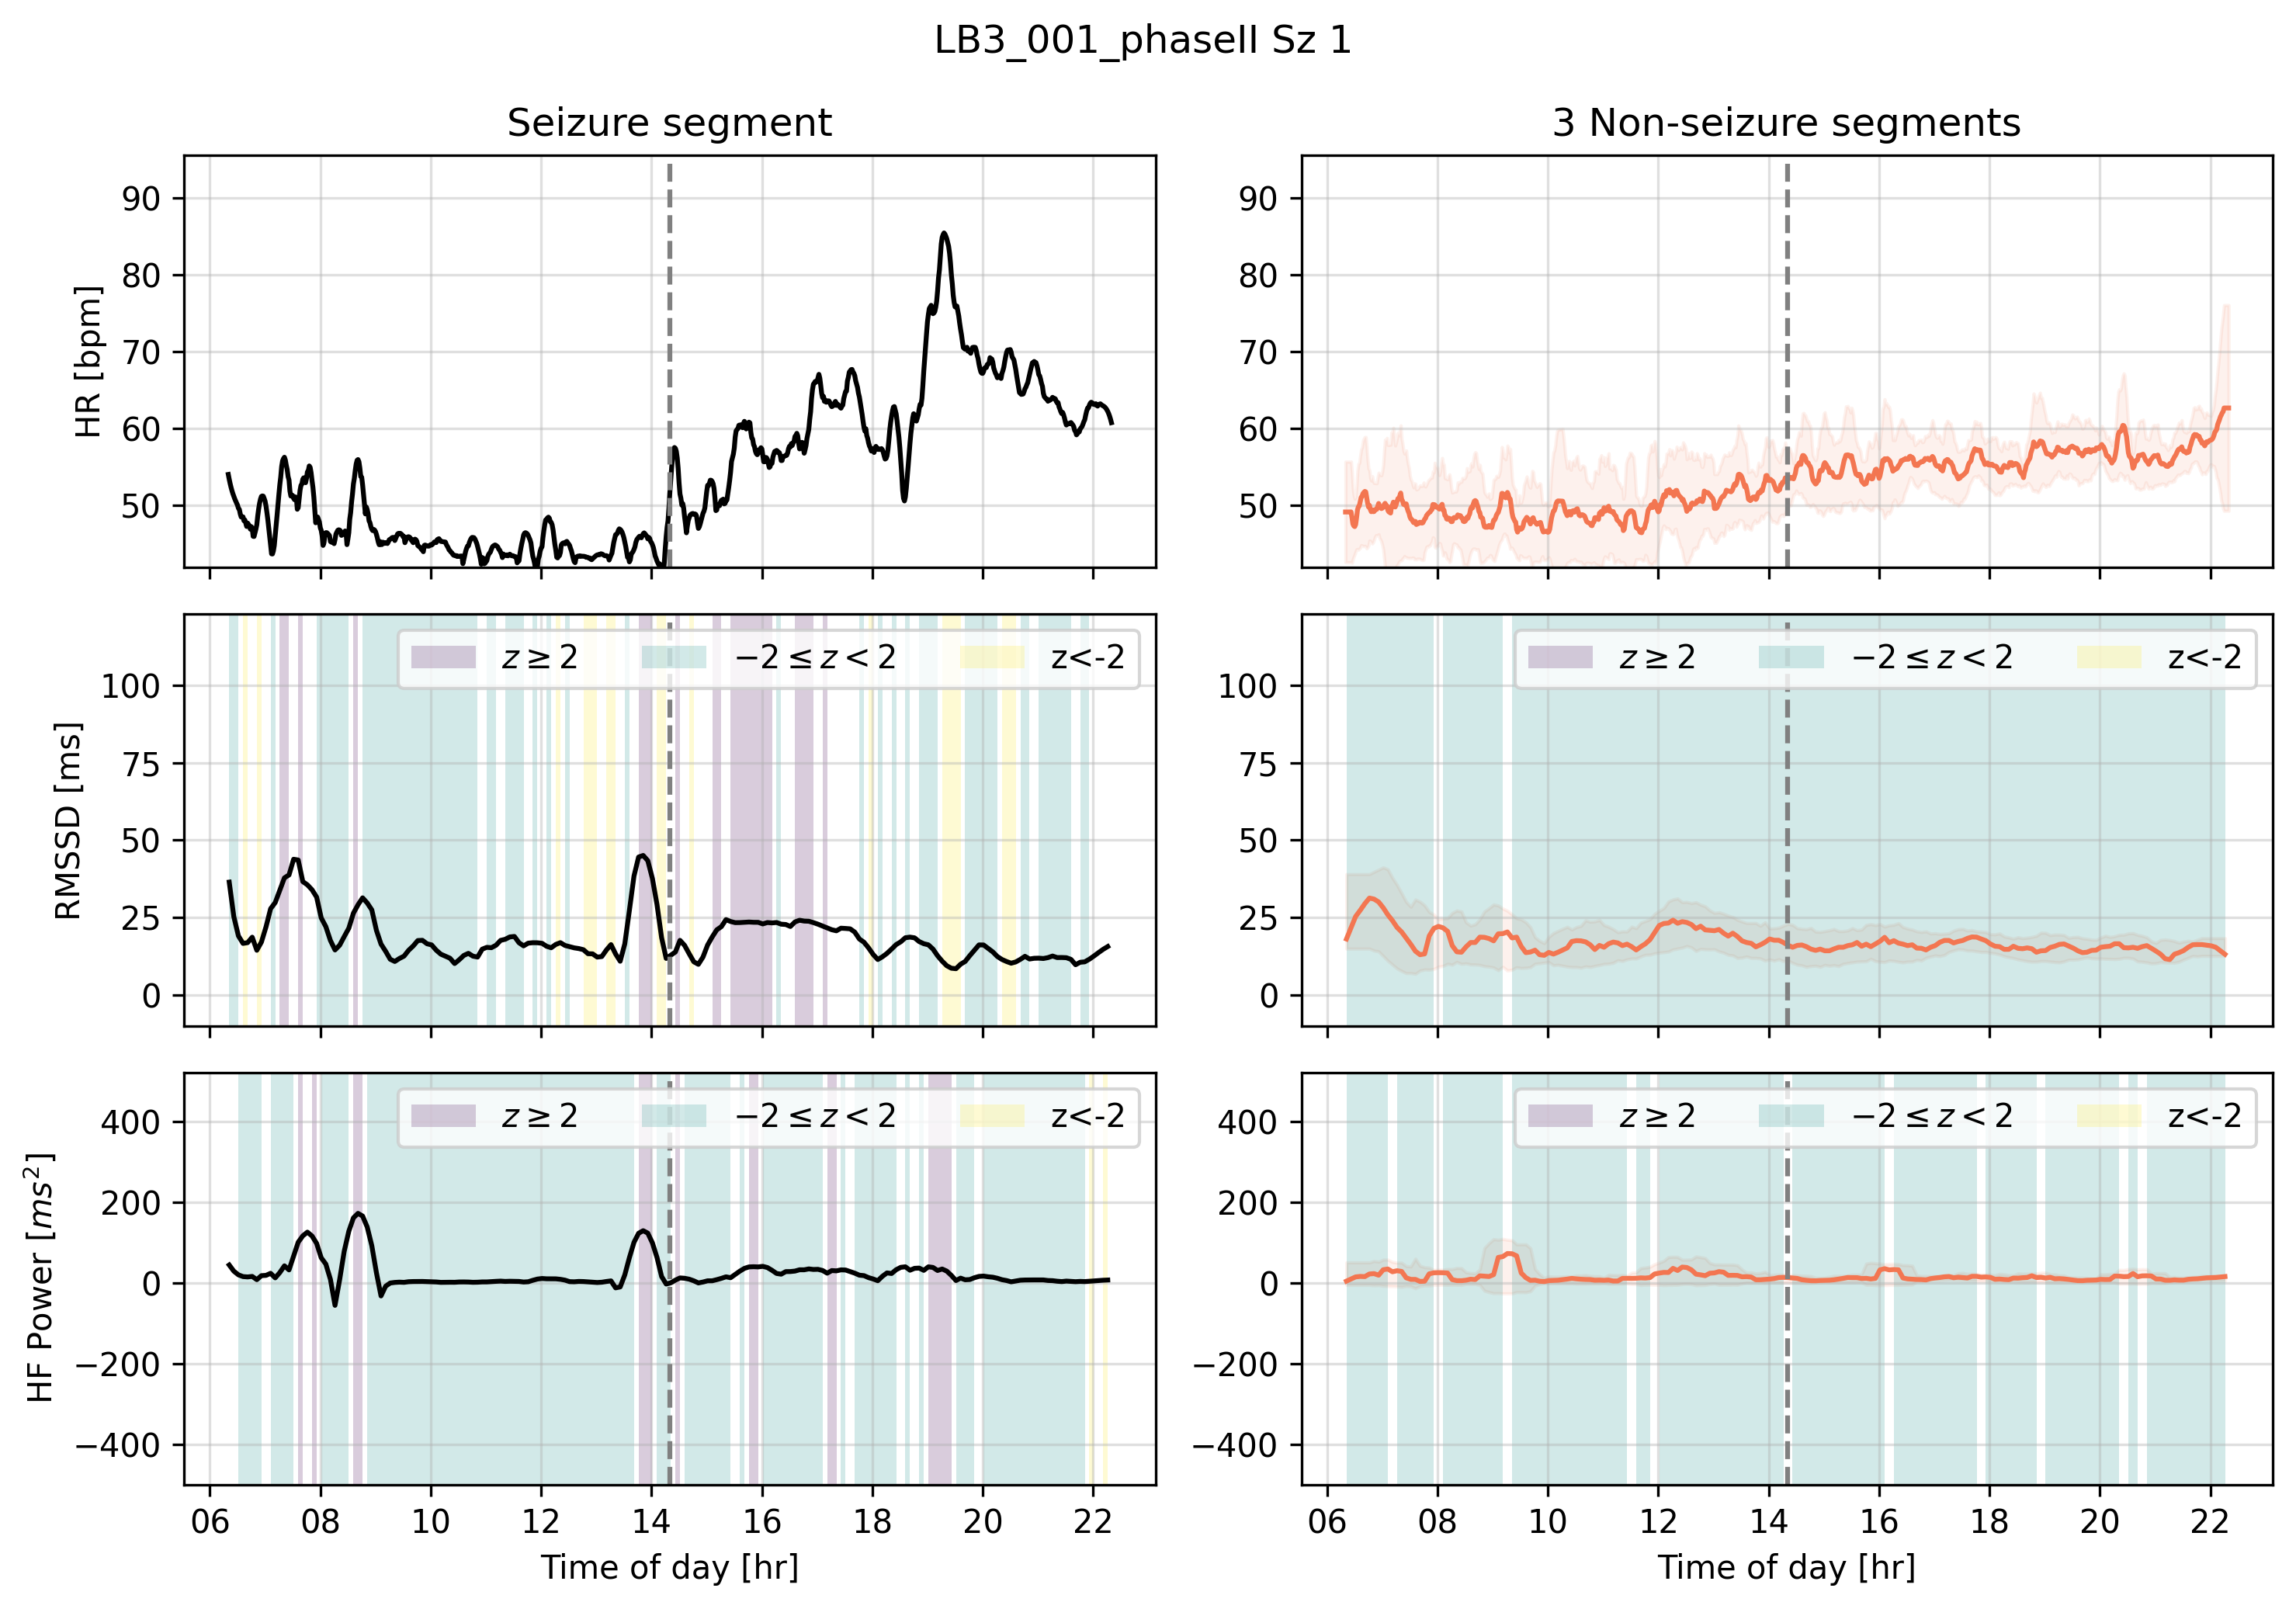 LB3_001_phaseII Sz 1
Seizure segment
3 Non-seizure segments
HR [bpm]
90
80
70
60
50
90
80
70
60
50
RMSSD [ms]
100
75
50
25
0
z ≥ 2
−2 ≤ z < 2
z<-2
100
75
50
25
0
z ≥ 2
−2 ≤ z < 2
z<-2
HF Power [ms²]
400
200
0
−200
−400
z ≥ 2
−2 ≤ z < 2
z<-2
06 08 10 12 14 16 18 20 22
Time of day [hr]
400
200
0
−200
−400
z ≥ 2
−2 ≤ z < 2
z<-2
06 08 10 12 14 16 18 20 22
Time of day [hr]